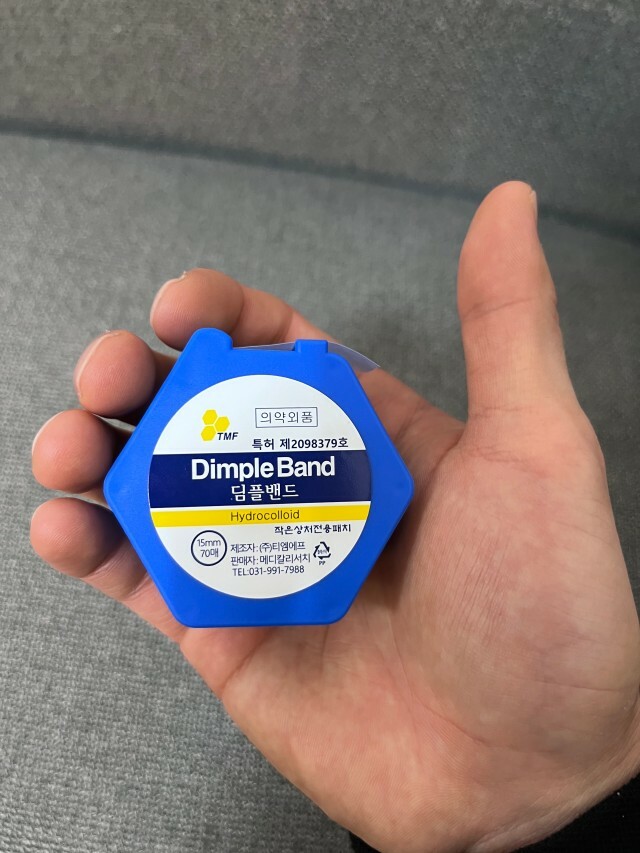 TMF
의약외품
특허 제2098379호
Dimple Band
딤플밴드
Hydrocolloid
작은상처전용패치
15mm
70매
제조자 : (주)티엠에프
판매자 : 메디칼리서치
TEL:031-991-7988
PP